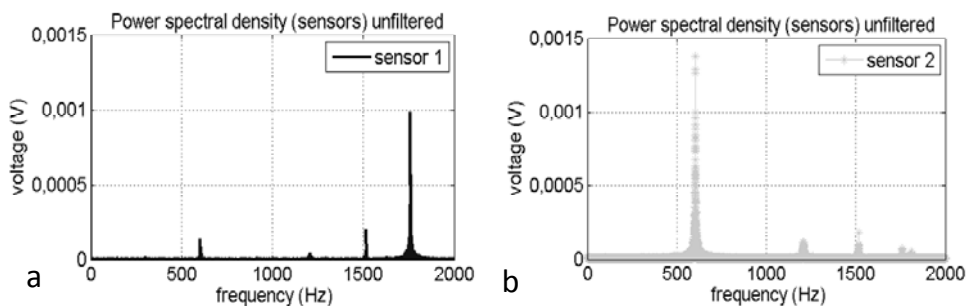 Power spectral density (sensors) unfiltered
0,0015
sensor 1
0,001
voltage (V)
0,0005
0
0 500 1000 1500 2000
frequency (Hz)
a
Power spectral density (sensors) unfiltered
0,0015
sensor 2
0,001
voltage (V)
0,0005
0
0 500 1000 1500 2000
frequency (Hz)
b